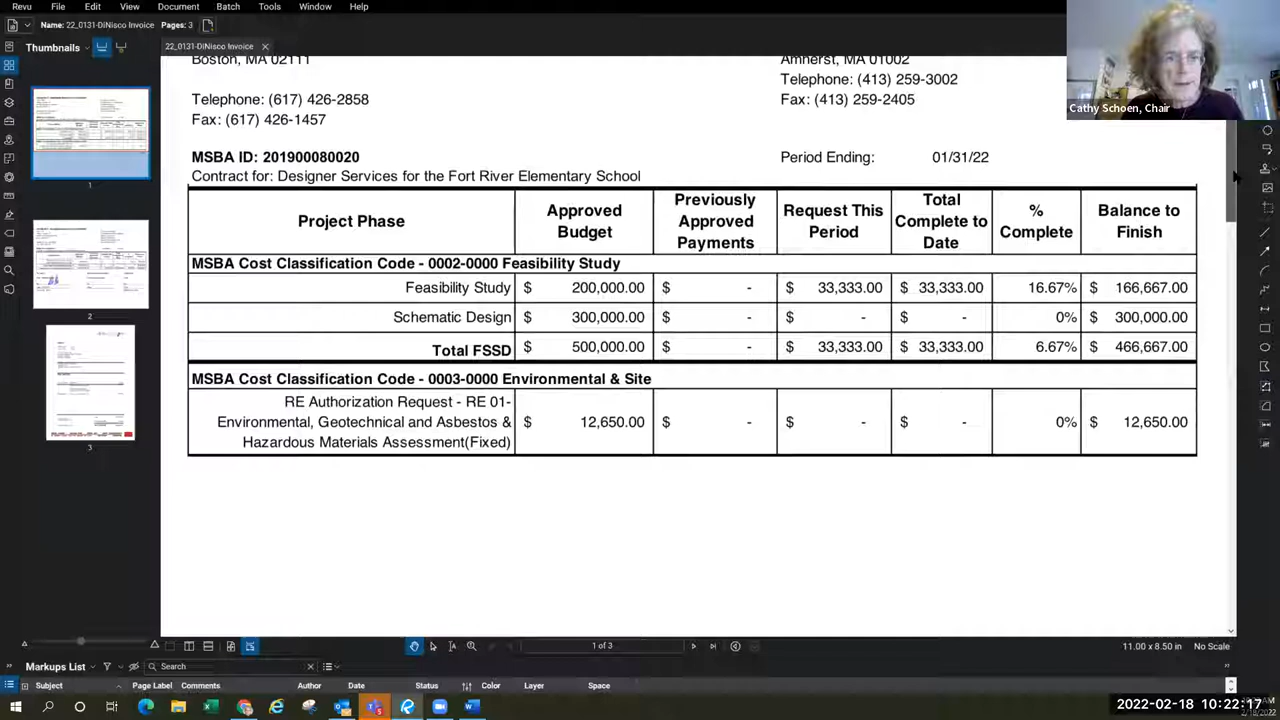 Revu File Edit View Document Batch Tools Window Help
Name: 22_0131-DiNisco Invoice Pages: 3
Thumbnails
22_0131-DiNisco Invoice
Cathy Schoen, Chair
Boston, MA 02111
Amherst, MA 01002
Telephone: (413) 259-3002
Telephone: (617) 426-2858
Fax: (413) 259-2405
Fax: (617) 426-1457
MSBA ID: 201900080020
Period Ending: 01/31/22
Contract for: Designer Services for the Fort River Elementary School
Project Phase
Approved Budget
Previously Approved Payments
Request This Period
Total Complete to Date
% Complete
Balance to Finish
MSBA Cost Classification Code - 0002-0000 Feasibility Study
Feasibility Study $ 200,000.00 $ - $ 33,333.00 $ 33,333.00 16.67% $ 166,667.00
Schematic Design $ 300,000.00 $ - $ - $ - 0% $ 300,000.00
Total FSSD $ 500,000.00 $ - $ 33,333.00 $ 33,333.00 6.67% $ 466,667.00
MSBA Cost Classification Code - 0003-0000 Environmental & Site
RE Authorization Request - RE 01-
Environmental, Geotechnical and Asbestos & $ 12,650.00 $ - $ - $ - 0% $ 12,650.00
Hazardous Materials Assessment(Fixed)
1
2
3
1 of 3
11.00 x 8.50 in No Scale
Markups List Search
Subject Page Label Comments Author Date Status Color Layer Space
2022-02-18 10:22:17